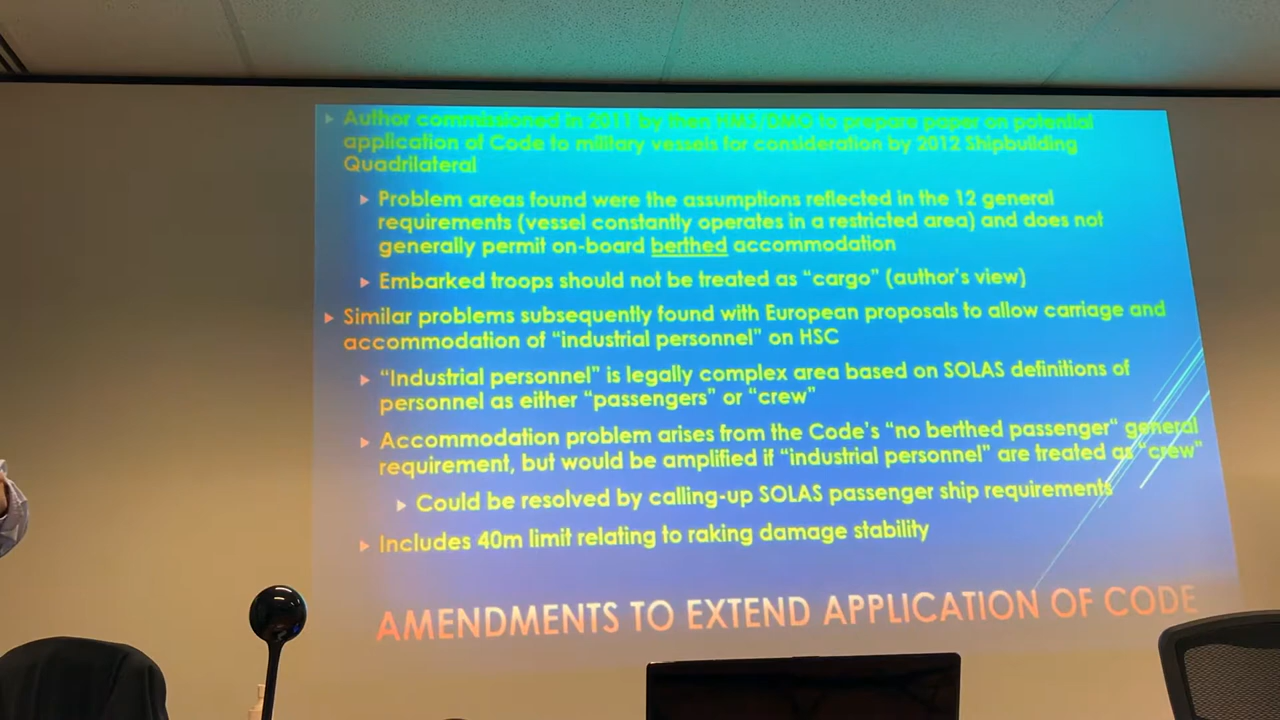 Author commissioned in 2011 by then HMS/DMO to prepare paper on potential
application of Code to military vessels for consideration by 2012 Shipbuilding
Quadrilateral
Problem areas found were the assumptions reflected in the 12 general
requirements (vessel constantly operates in a restricted area) and does not
generally permit on-board berthed accommodation
Embarked troops should not be treated as “cargo” (author’s view)
Similar problems subsequently found with European proposals to allow carriage and
accommodation of “industrial personnel” on HSC
“Industrial personnel” is legally complex area based on SOLAS definitions of
personnel as either “passengers” or “crew”
Accommodation problem arises from the Code’s “no berthed passenger“ general
requirement, but would be amplified if “industrial personnel” are treated as “crew”
Could be resolved by calling-up SOLAS passenger ship requirements
Includes 40m limit relating to raking damage stability
AMENDMENTS TO EXTEND APPLICATION OF CODE